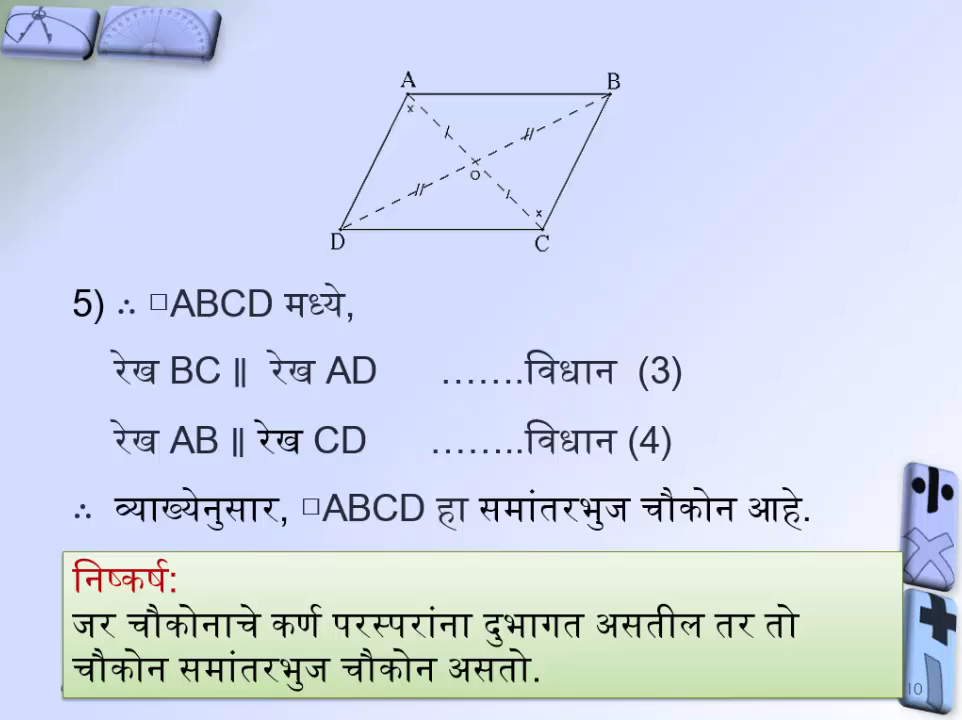 A B
O
D C
5) ∴ □ABCD मध्ये,
रेख BC ॥ रेख AD .......विधान (3)
रेख AB ॥ रेख CD ........विधान (4)
∴ व्याख्येनुसार, □ABCD हा समांतरभुज चौकोन आहे.
निष्कर्ष:
जर चौकोनाचे कर्ण परस्परांना दुभागत असतील तर तो
चौकोन समांतरभुज चौकोन असतो.
10